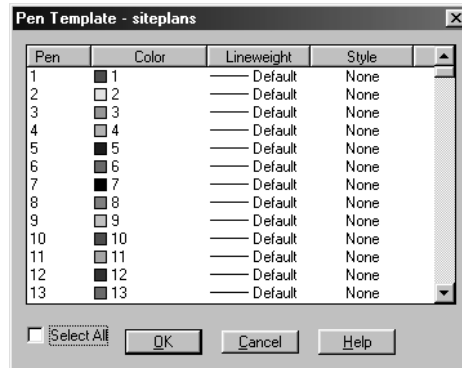 Pen Template - siteplans
Pen Color Lineweight Style
1 1 Default None
2 2 Default None
3 3 Default None
4 4 Default None
5 5 Default None
6 6 Default None
7 7 Default None
8 8 Default None
9 9 Default None
10 10 Default None
11 11 Default None
12 12 Default None
13 13 Default None
Select All OK Cancel Help